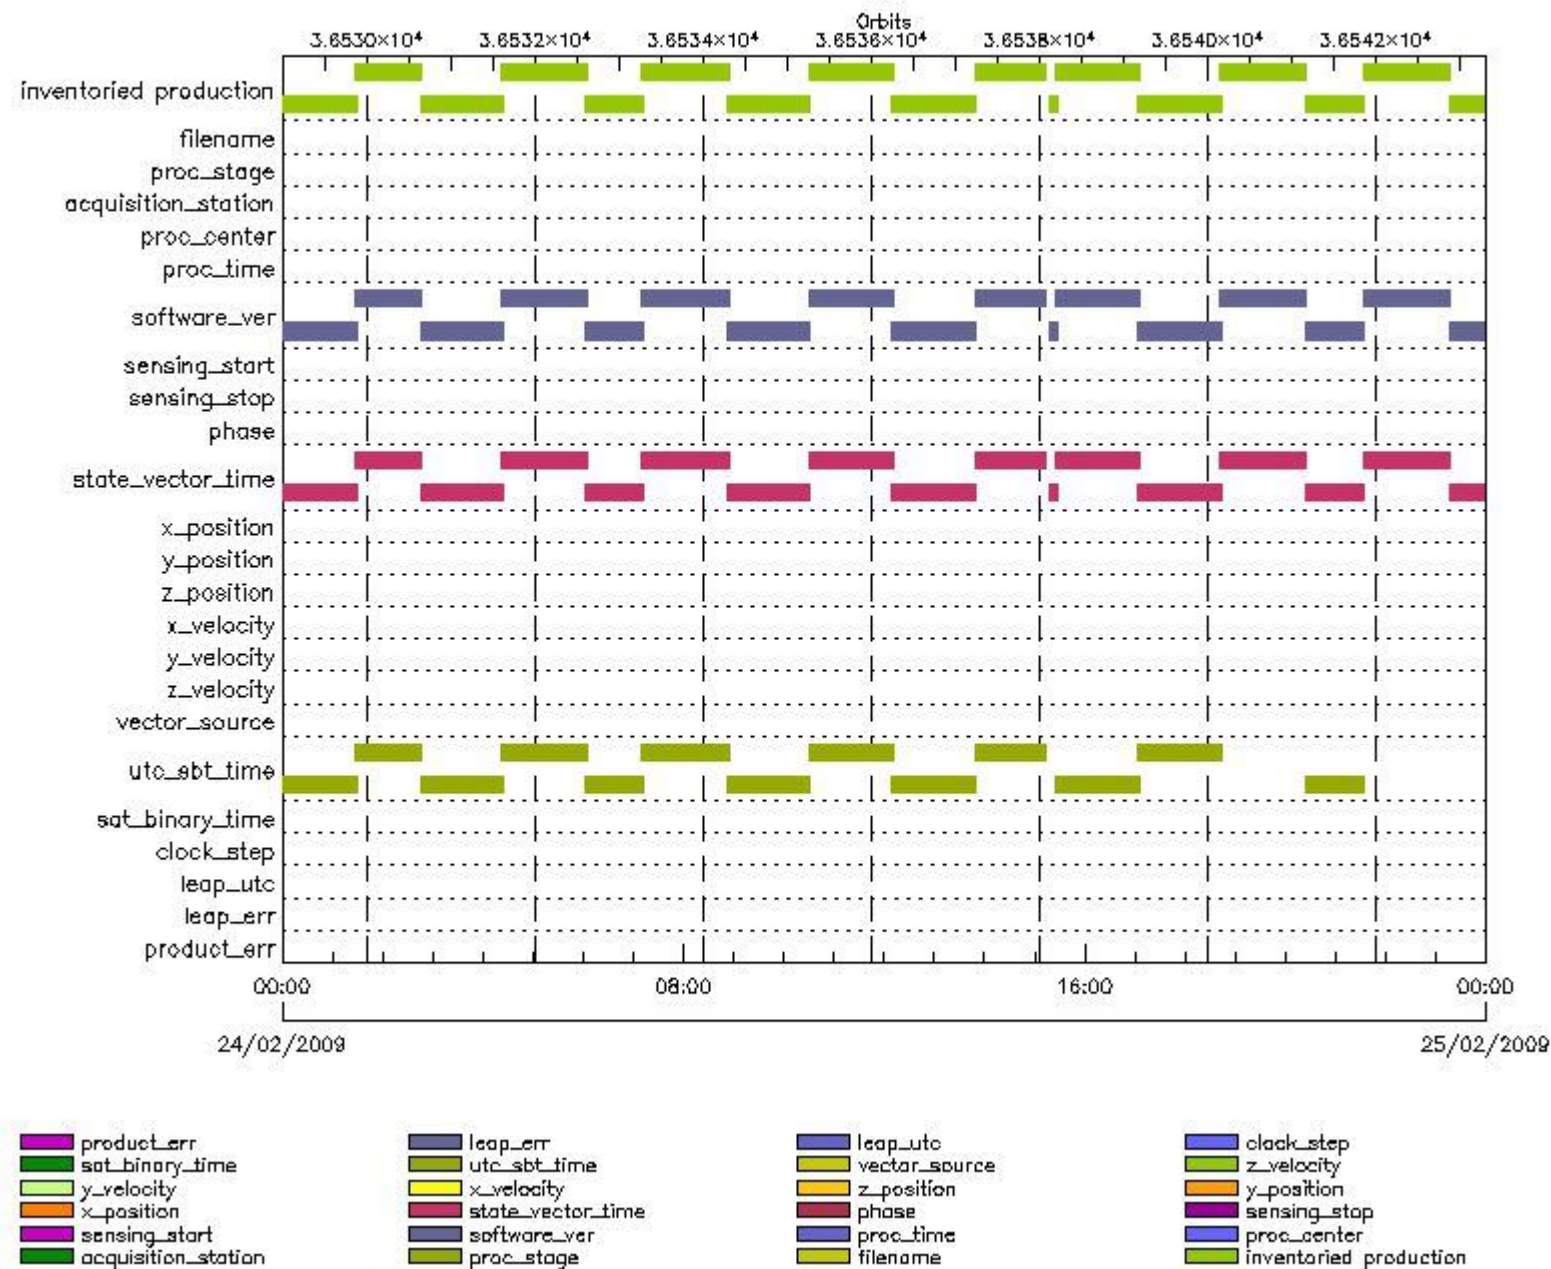 Orbits
3.6530×10⁴ 3.6532×10⁴ 3.6534×10⁴ 3.6536×10⁴ 3.6538×10⁴ 3.6540×10⁴ 3.6542×10⁴
inventoried production
filename
proc_stage
acquisition_station
proc_center
proc_time
software_ver
sensing_start
sensing_stop
phase
state_vector_time
x_position
y_position
z_position
x_velocity
y_velocity
z_velocity
vector_source
utc_sbt_time
sat_binary_time
clock_step
leap_utc
leap_err
product_err
00:00 08:00 16:00 00:00
24/02/2009 25/02/2009
product_err leap_err leap_utc clock_step
sat_binary_time utc_sbt_time vector_source z_velocity
y_velocity x_velocity z_position y_position
x_position state_vector_time phase sensing_stop
sensing_start software_ver proc_time proc_center
acquisition_station proc_stage filename inventoried production